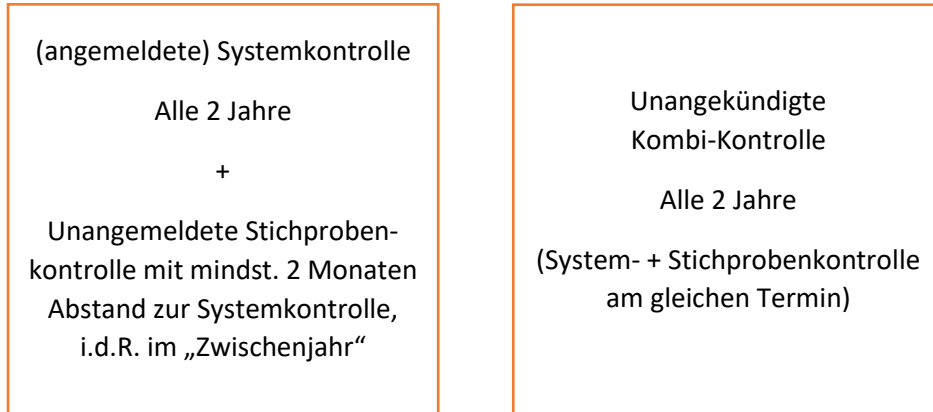 (angemeldete) Systemkontrolle
Alle 2 Jahre
+
Unangemeldete Stichproben-
kontrolle mit mindst. 2 Monaten
Abstand zur Systemkontrolle,
i.d.R. im „Zwischenjahr“
Unangekündigte
Kombi-Kontrolle
Alle 2 Jahre
(System- + Stichprobenkontrolle
am gleichen Termin)